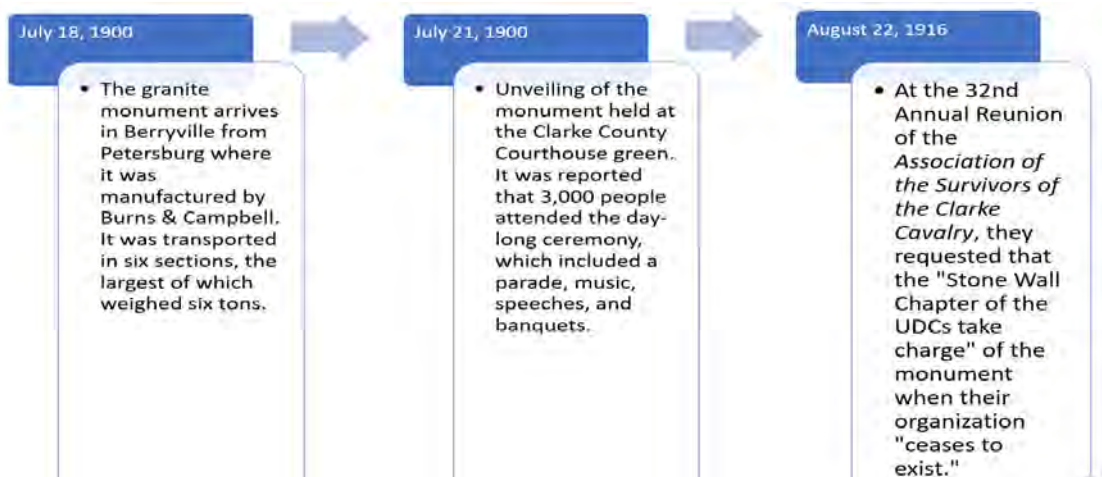 July 18, 1900
• The granite
monument arrives
in Berryville from
Petersburg where
it was
manufactured by
Burns & Campbell.
It was transported
in six sections, the
largest of which
weighed six tons.
July 21, 1900
• Unveiling of the
monument held at
the Clarke County
Courthouse green.
It was reported
that 3,000 people
attended the day-
long ceremony,
which included a
parade, music,
speeches, and
banquets.
August 22, 1916
• At the 32nd
Annual Reunion
of the
Association of
the Survivors of
the Clarke
Cavalry, they
requested that
the "Stone Wall
Chapter of the
UDCs take
charge" of the
monument
when their
organization
"ceases to
exist."